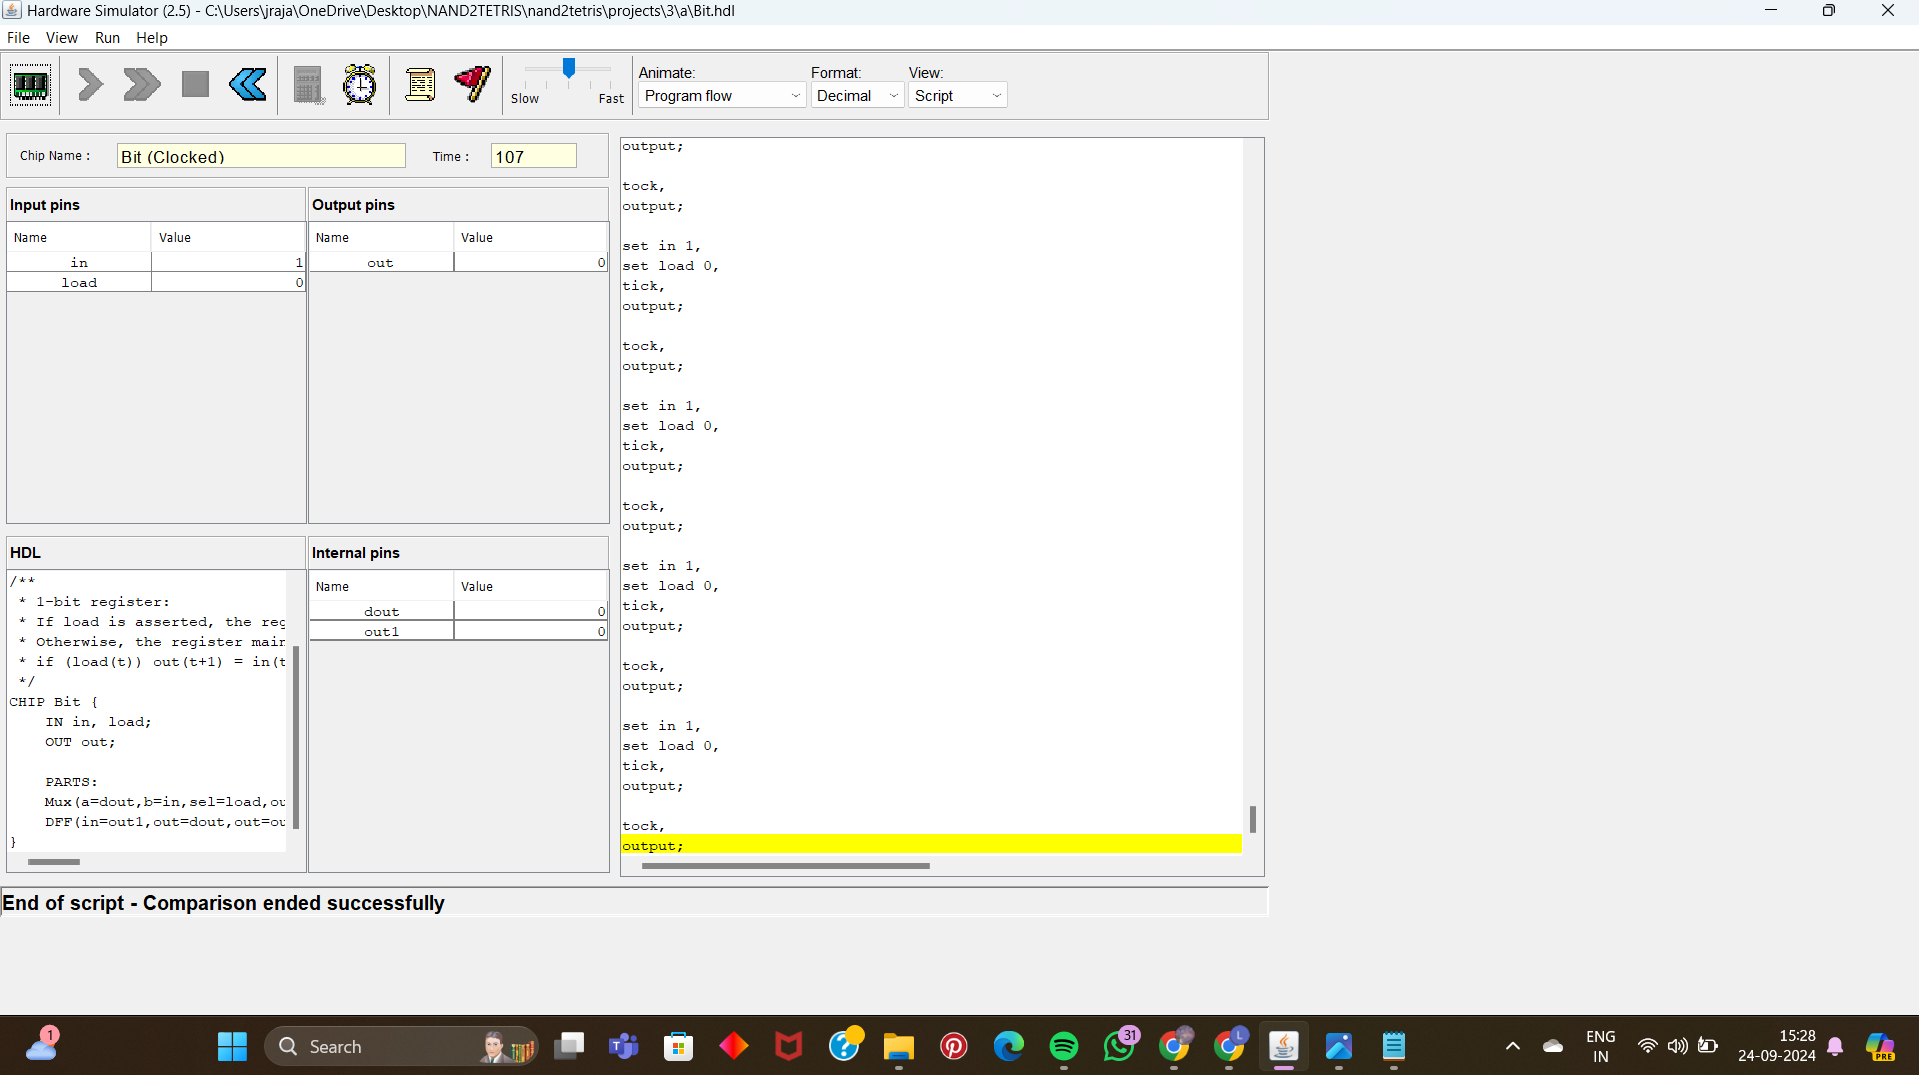 Hardware Simulator (2.5) - C:\Users\jraja\OneDrive\Desktop\NAND2TETRIS\nand2tetris\projects\3\a\Bit.hdl
File View Run Help
Slow Fast
Animate: Format: View:
Program flow Decimal Script
Chip Name : Bit (Clocked) Time : 107
Input pins
Name Value
in 1
load 0
Output pins
Name Value
out 0
HDL
/**
* 1-bit register:
* If load is asserted, the reg
* Otherwise, the register main
* if (load(t)) out(t+1) = in(t
*/
CHIP Bit {
IN in, load;
OUT out;
PARTS:
Mux(a=dout,b=in,sel=load,ou
DFF(in=out1,out=dout,out=ou
}
Internal pins
Name Value
dout 0
out1 0
output;
tock,
output;
set in 1,
set load 0,
tick,
output;
tock,
output;
set in 1,
set load 0,
tick,
output;
tock,
output;
set in 1,
set load 0,
tick,
output;
tock,
output;
set in 1,
set load 0,
tick,
output;
tock,
output;
End of script - Comparison ended successfully
1
Search
31
L
ENG
IN
15:28
24-09-2024
PRE